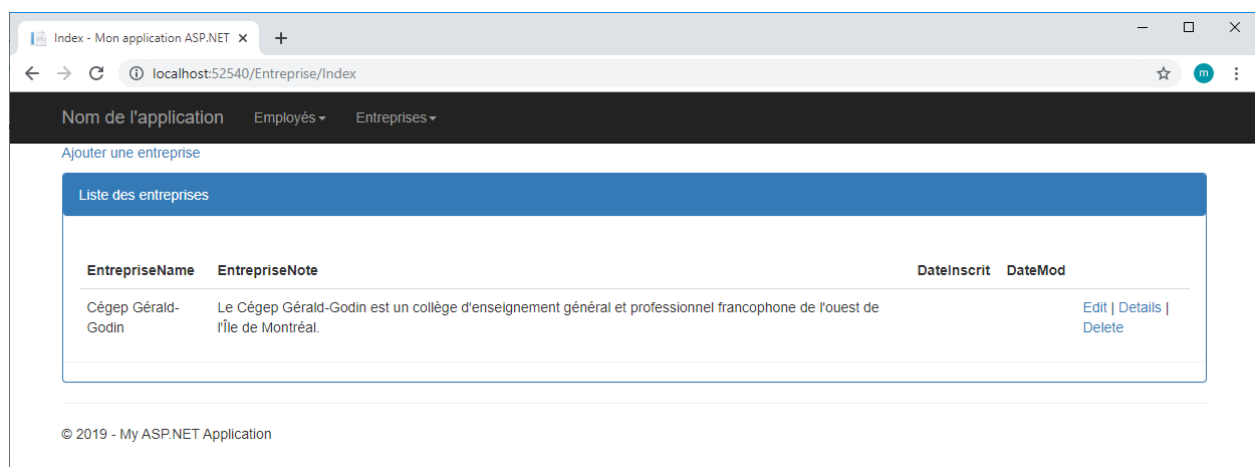 Index - Mon application ASP.NET
localhost:52540/Entreprise/Index
m
Nom de l'application Employés Entreprises
Ajouter une entreprise
Liste des entreprises
EntrepriseName EntrepriseNote DateInscrit DateMod
Cégep Gérald- Le Cégep Gérald-Godin est un collège d'enseignement général et professionnel francophone de l'ouest de Edit | Details |
Godin l'Île de Montréal. Delete
© 2019 - My ASP.NET Application